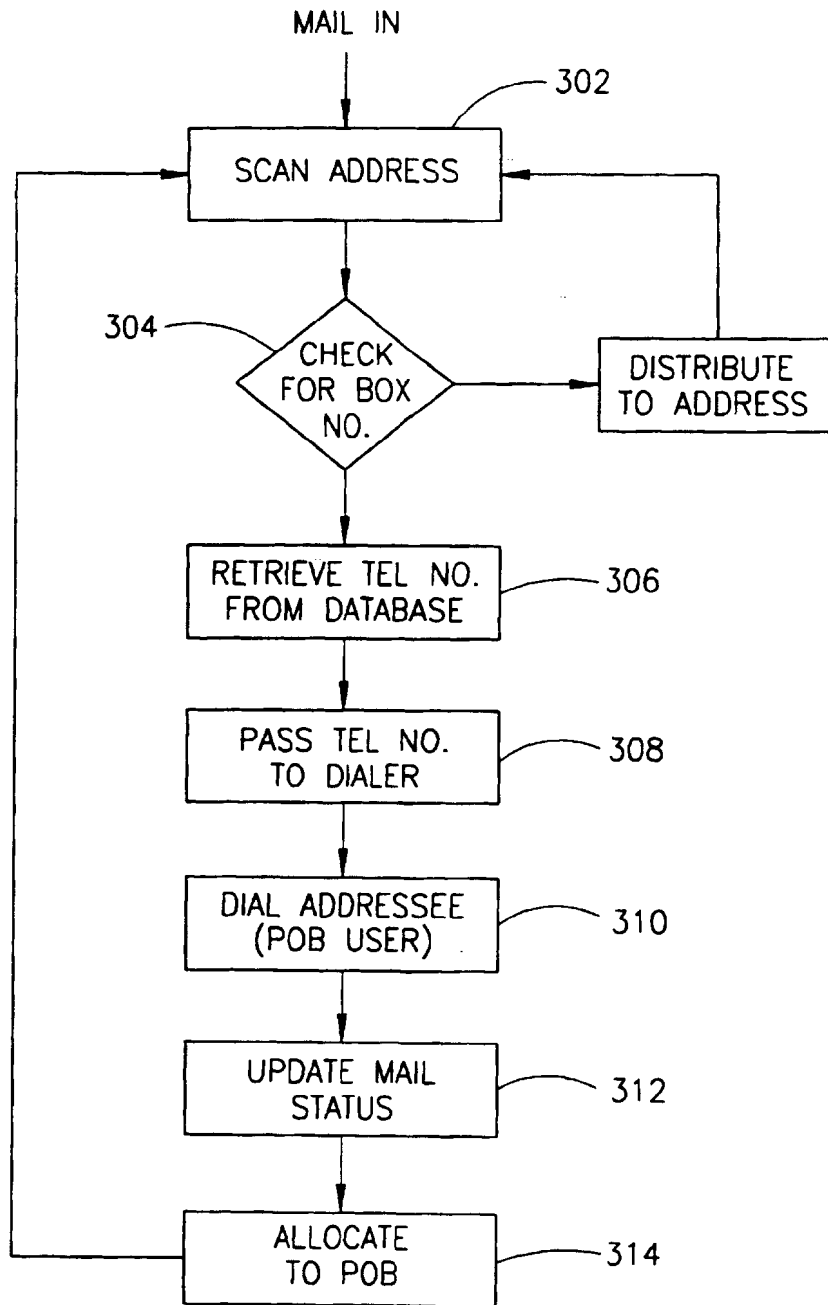 MAIL IN
302
SCAN ADDRESS
304
CHECK
FOR BOX
NO.
DISTRIBUTE
TO ADDRESS
RETRIEVE TEL NO.
FROM DATABASE
306
PASS TEL NO.
TO DIALER
308
DIAL ADDRESSEE
(POB USER)
310
UPDATE MAIL
STATUS
312
ALLOCATE
TO POB
314